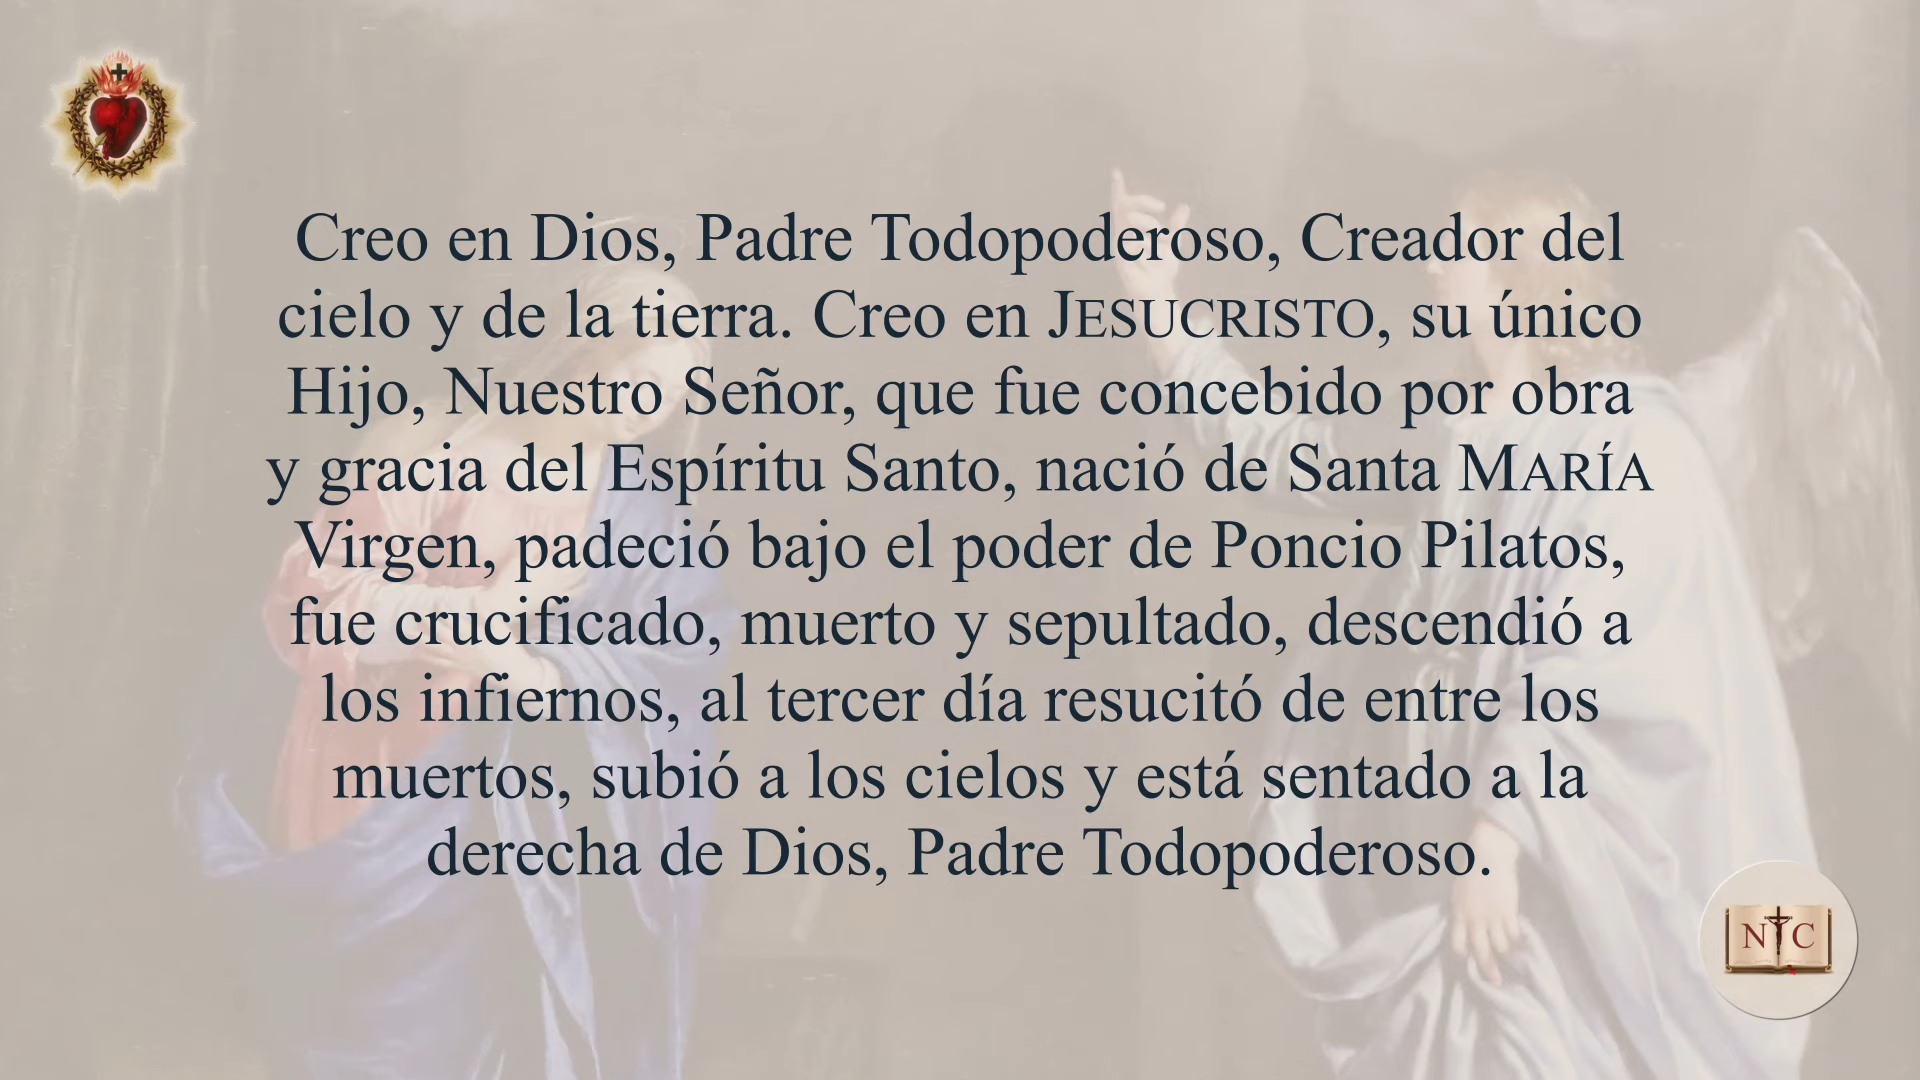 Creo en Dios, Padre Todopoderoso, Creador del
cielo y de la tierra. Creo en JESUCRISTO, su único
Hijo, Nuestro Señor, que fue concebido por obra
y gracia del Espíritu Santo, nació de Santa MARÍA
Virgen, padeció bajo el poder de Poncio Pilatos,
fue crucificado, muerto y sepultado, descendió a
los infiernos, al tercer día resucitó de entre los
muertos, subió a los cielos y está sentado a la
derecha de Dios, Padre Todopoderoso.
N C